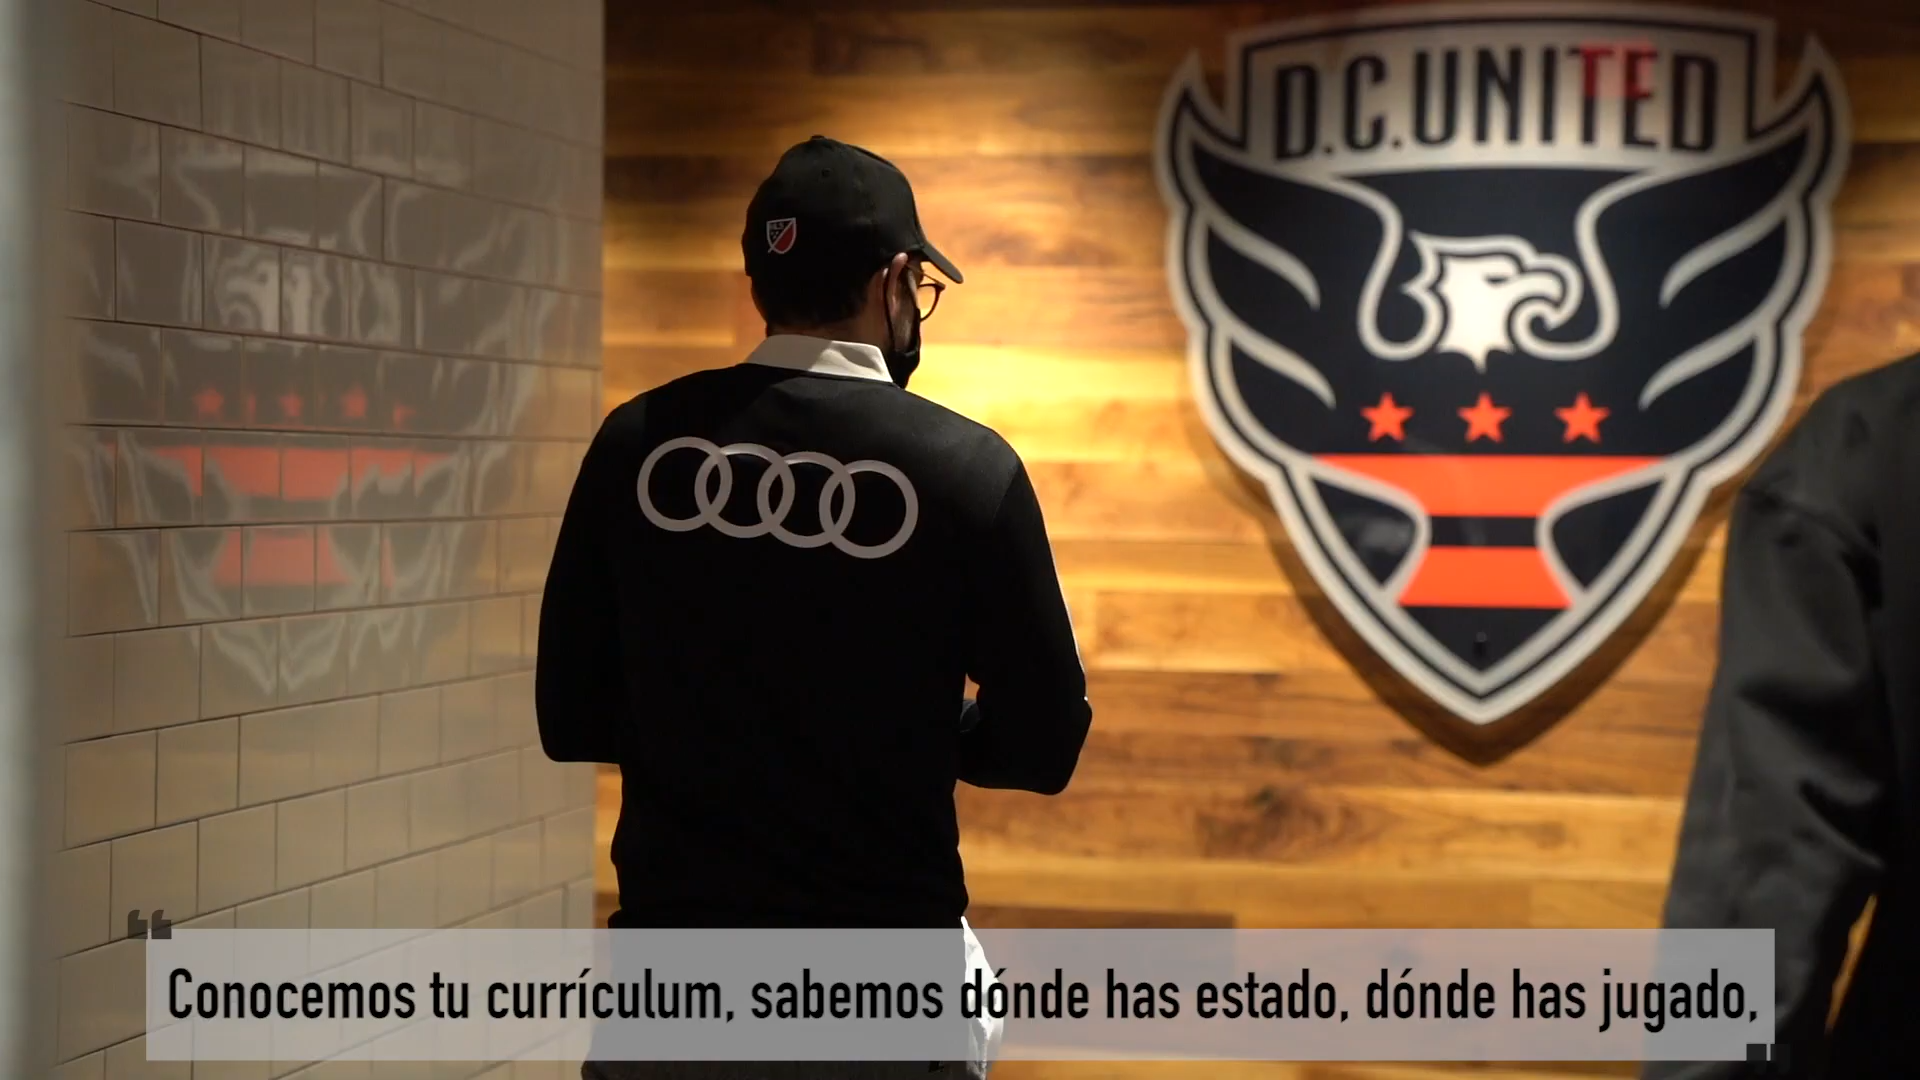 D.C.UNITED
Conocemos tu currículum, sabemos dónde has estado, dónde has jugado,